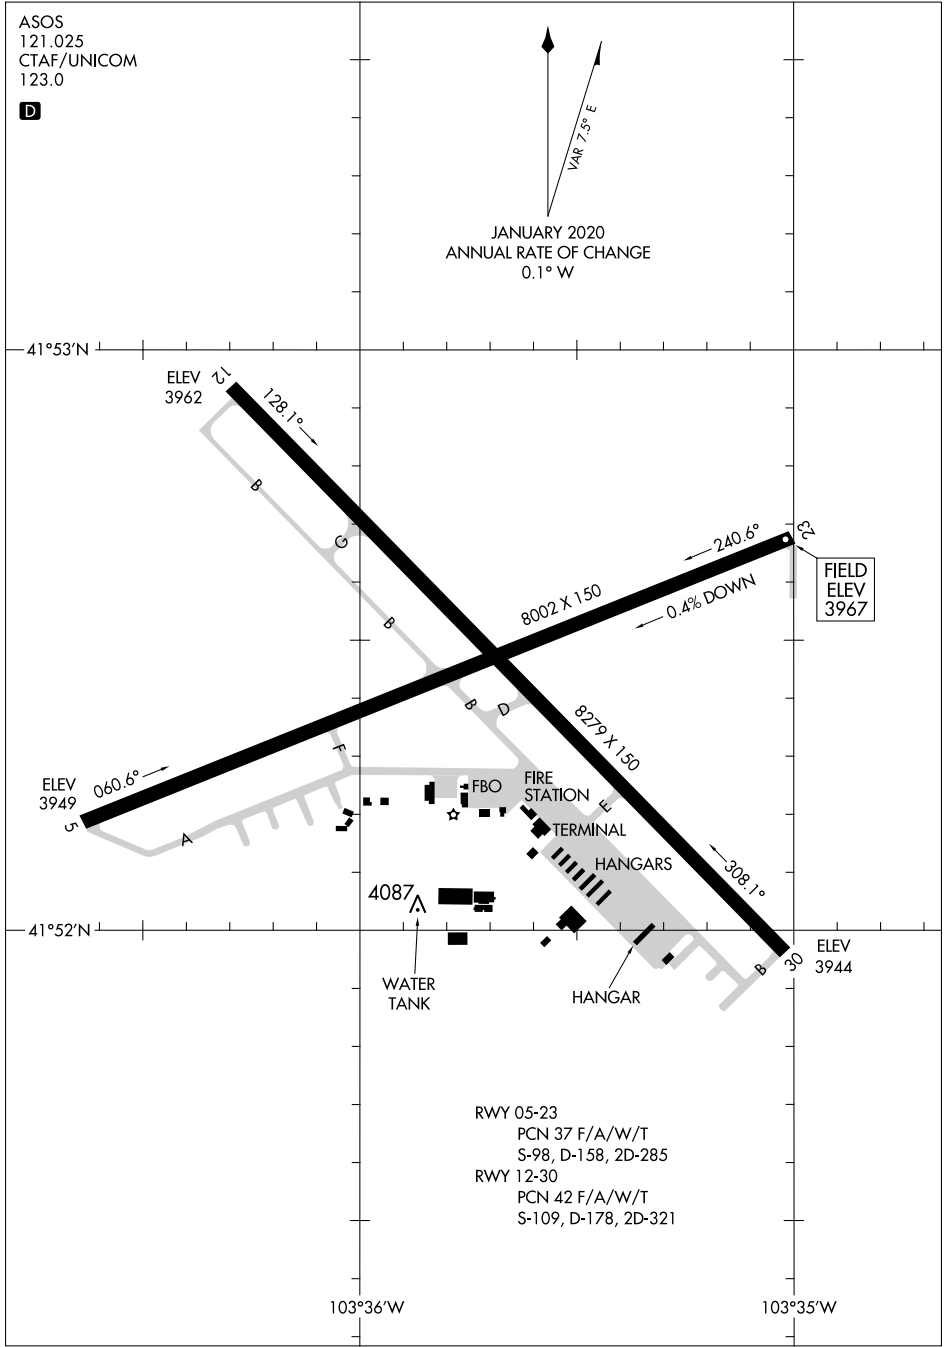 ASOS
121.025
CTAF/UNICOM
123.0
D
VAR 7.5° E
JANUARY 2020
ANNUAL RATE OF CHANGE
0.1° W
41°53'N
ELEV
3962
12
128.1°
B
G
B
240.6°
23
FIELD
ELEV
3967
8002 X 150
0.4% DOWN
B
D
8279 X 150
F
ELEV
3949
060.6°
5
A
FBO
FIRE
STATION
E
TERMINAL
HANGARS
308.1°
4087
41°52'N
ELEV
3944
30
B
WATER
TANK
HANGAR
RWY 05-23
PCN 37 F/A/W/T
S-98, D-158, 2D-285
RWY 12-30
PCN 42 F/A/W/T
S-109, D-178, 2D-321
103°36'W
103°35'W